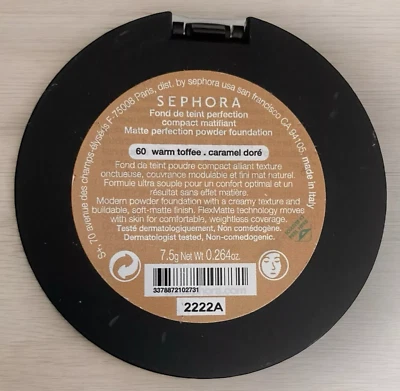 St, 70 avenue des champs-élysées F 75008 Paris, dist. by sephora usa san francisco CA 94105. made in Italy
SEPHORA
Fond de teint perfection
compact matifiant
Matte perfection powder foundation
60 warm toffee . caramel doré
Fond de teint poudre compact alliant texture
onctueuse, couvrance modulable et fini mat naturel.
Formule ultra souple pour un confort optimal et un
résultat sans effet matière.
Modern powder foundation with a creamy texture and
buildable, soft-matte finish. FlexMatte technology moves
with skin for comfortable, weightless coverage.
Testé dermatologiquement, Non comédogène.
Dermatologist tested, Non-comedogenic.
7.5g Net Wt 0.264oz.
3378872102731
2222A